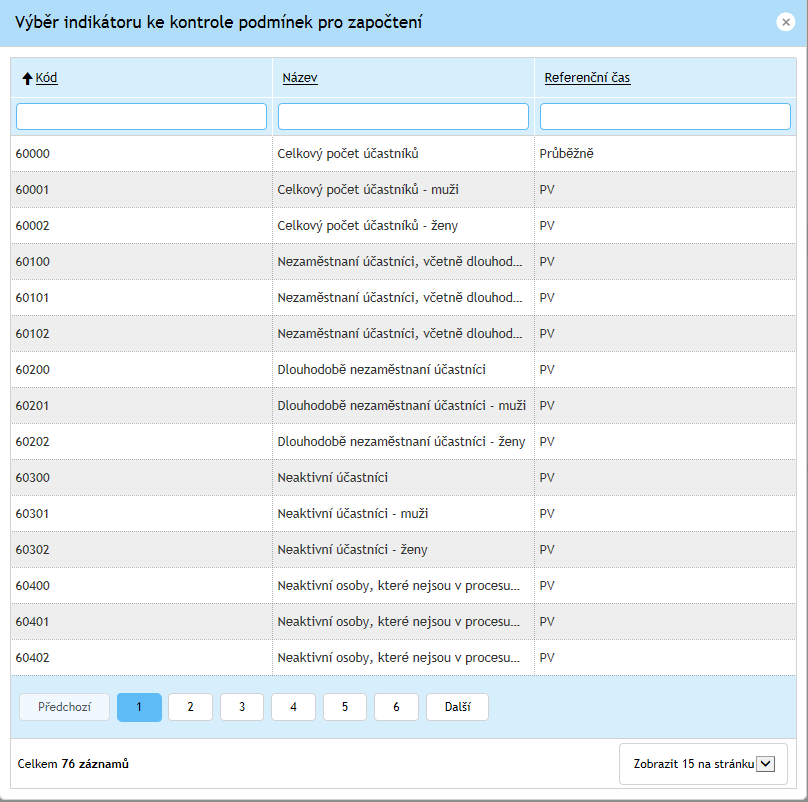 Výběr indikátoru ke kontrole podmínek pro započtení
Kód Název Referenční čas
60000 Celkový počet účastníků Průběžně
60001 Celkový počet účastníků - muži PV
60002 Celkový počet účastníků - ženy PV
60100 Nezaměstnaní účastníci, včetně dlouhod... PV
60101 Nezaměstnaní účastníci, včetně dlouhod... PV
60102 Nezaměstnaní účastníci, včetně dlouhod... PV
60200 Dlouhodobě nezaměstnaní účastníci PV
60201 Dlouhodobě nezaměstnaní účastníci - muži PV
60202 Dlouhodobě nezaměstnaní účastníci - ženy PV
60300 Neaktivní účastníci PV
60301 Neaktivní účastníci - muži PV
60302 Neaktivní účastníci - ženy PV
60400 Neaktivní osoby, které nejsou v procesu... PV
60401 Neaktivní osoby, které nejsou v procesu... PV
60402 Neaktivní osoby, které nejsou v procesu... PV
Předchozí 1 2 3 4 5 6 Další
Celkem 76 záznamů Zobrazit 15 na stránku